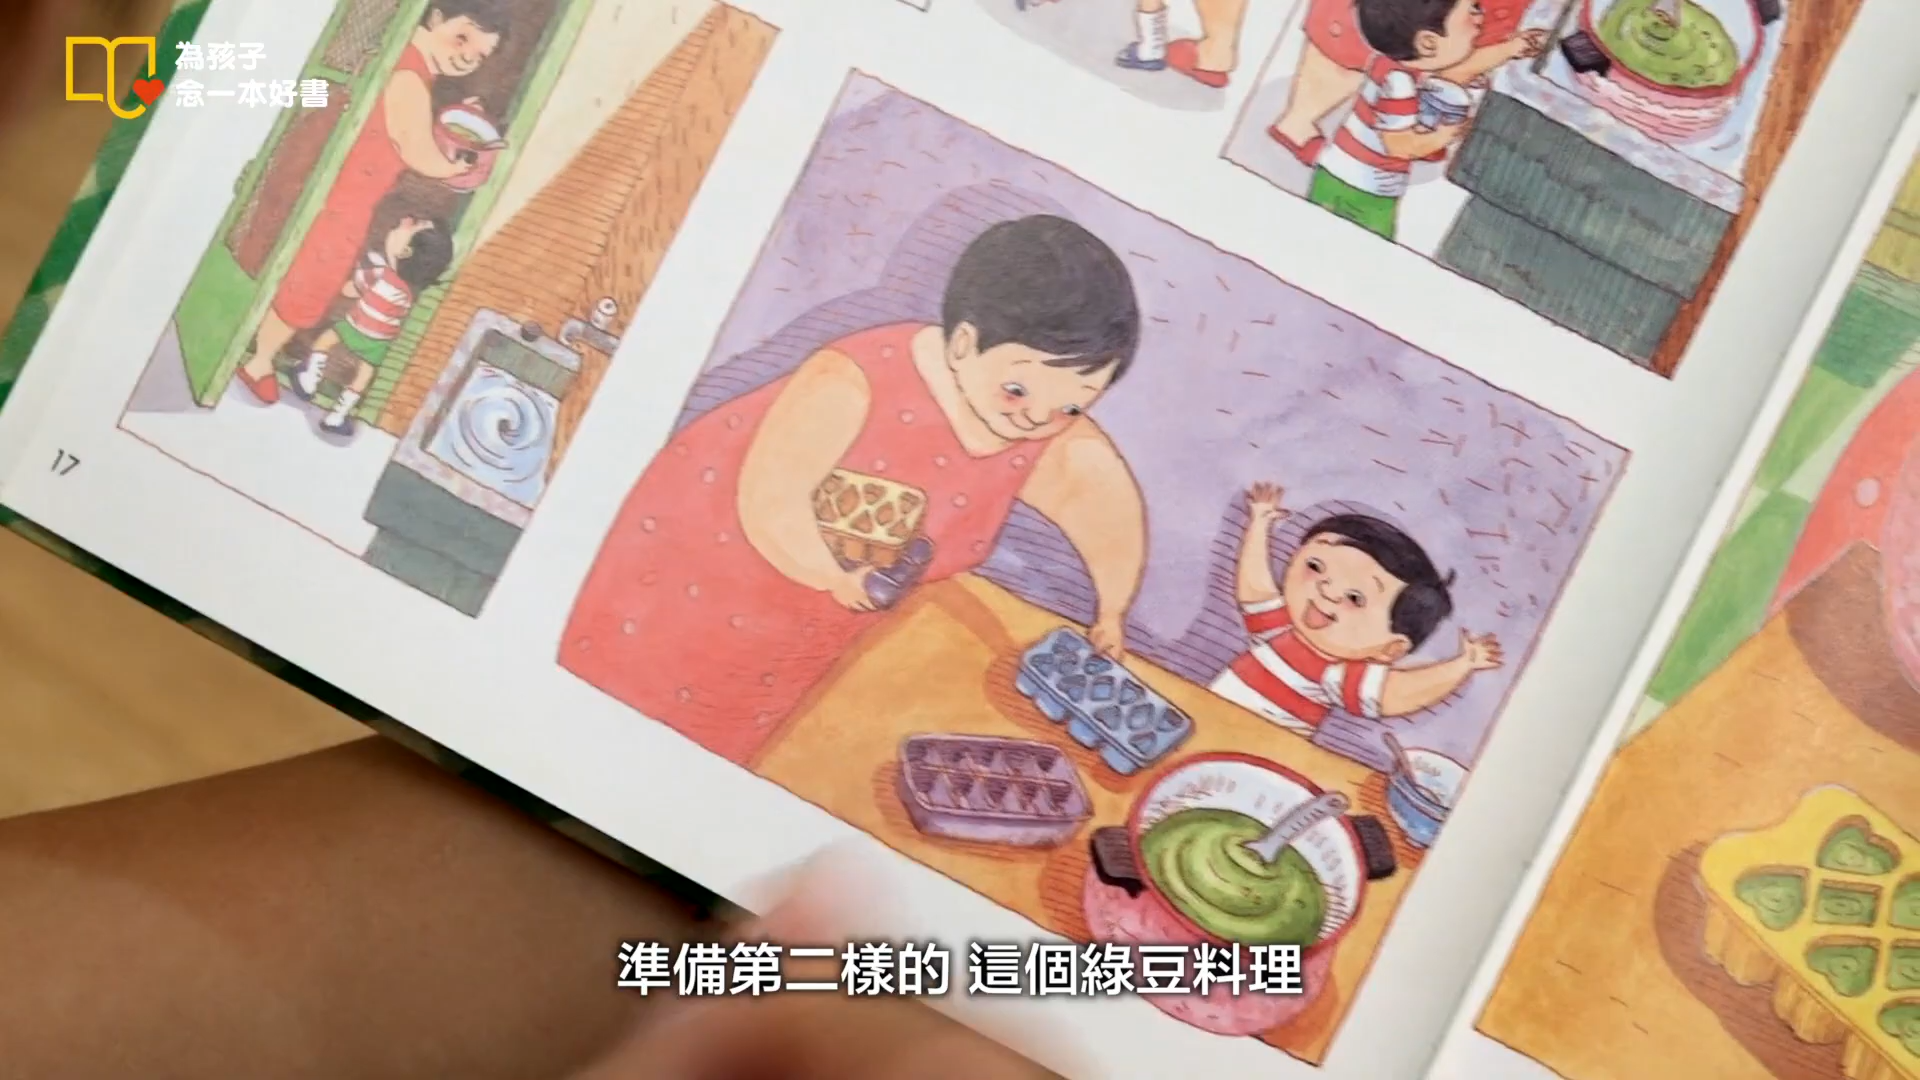 為孩子
念一本好書
17
準備第二樣的 這個綠豆料理